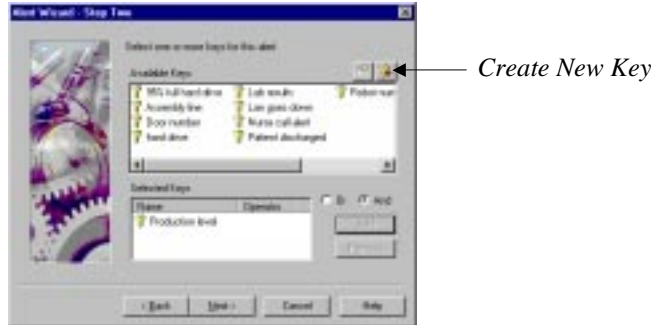 Alert Wizard - Step Two
Select one or more keys for this alert
Available Keys
95% full hard drive
Lab results
Assembly line
Lan goes down
Door number
Nurse call alert
hard drive
Patient discharged
Create New Key
Selected Keys
Or And
Name Operator
Production level
< Back Next > Cancel Help